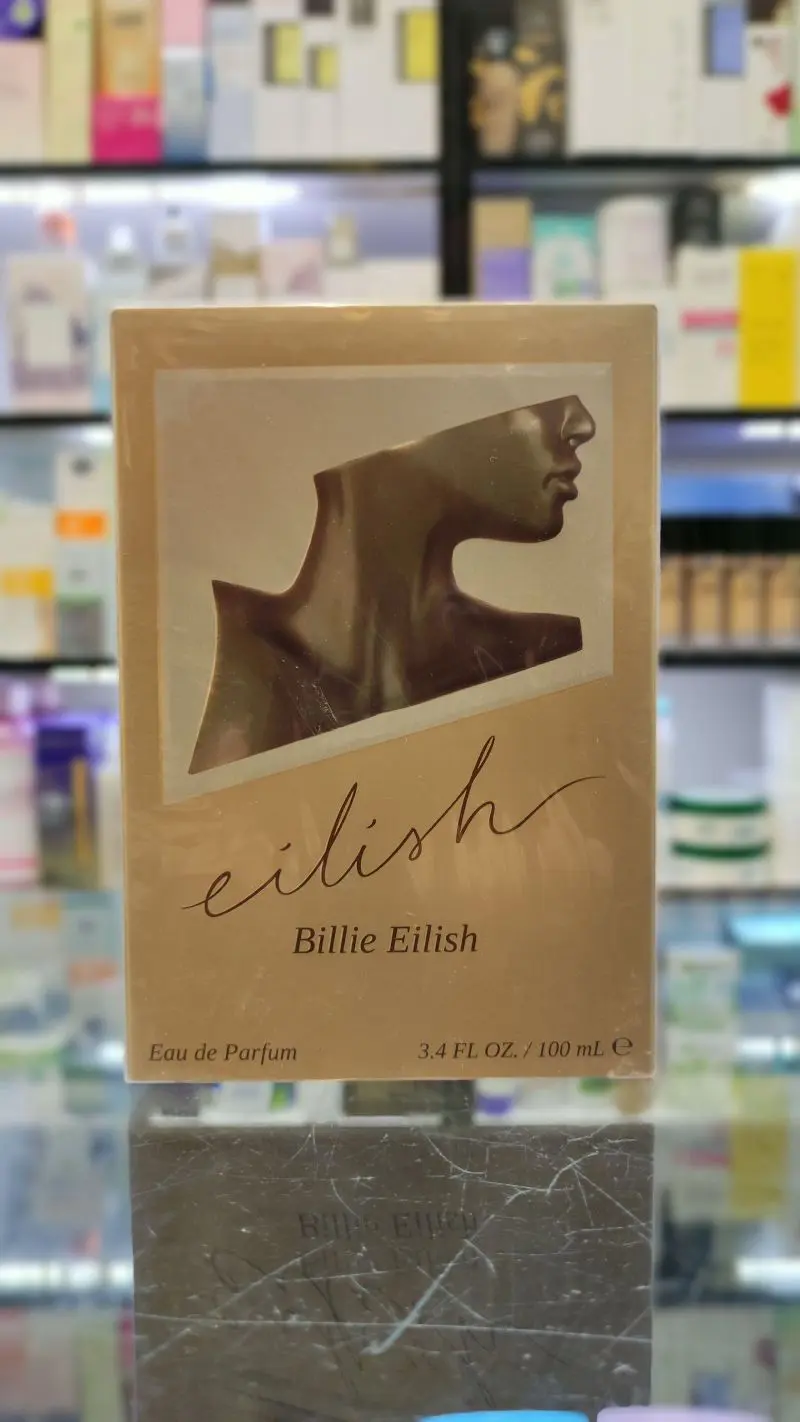 eilish
Billie Eilish
Eau de Parfum 3.4 FL OZ. / 100 mL ℮